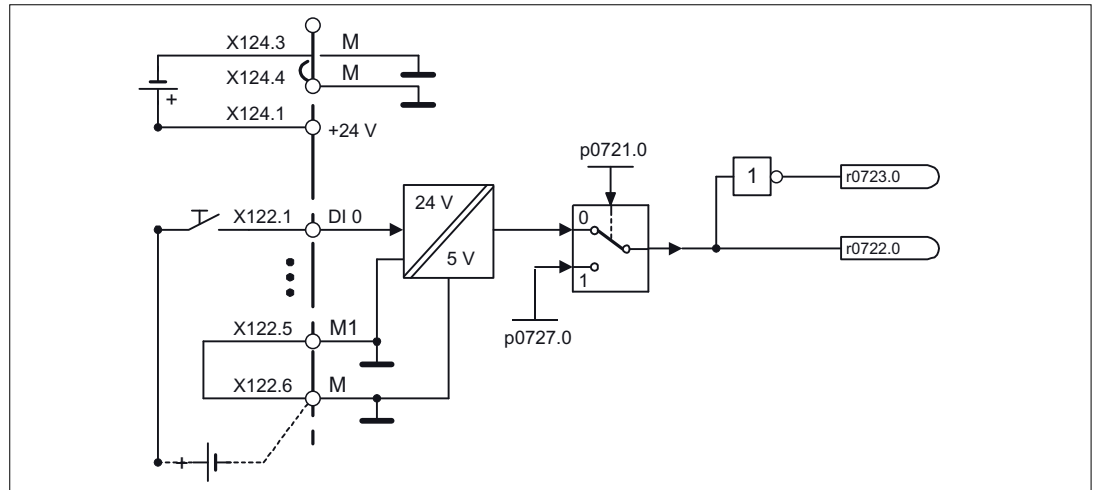 X124.3 M
X124.4 M
+
X124.1 +24 V
p0721.0
1 r0723.0
24 V
0
X122.1 DI 0
r0722.0
5 V
1
X122.5 M1
p0727.0
X122.6 M
+